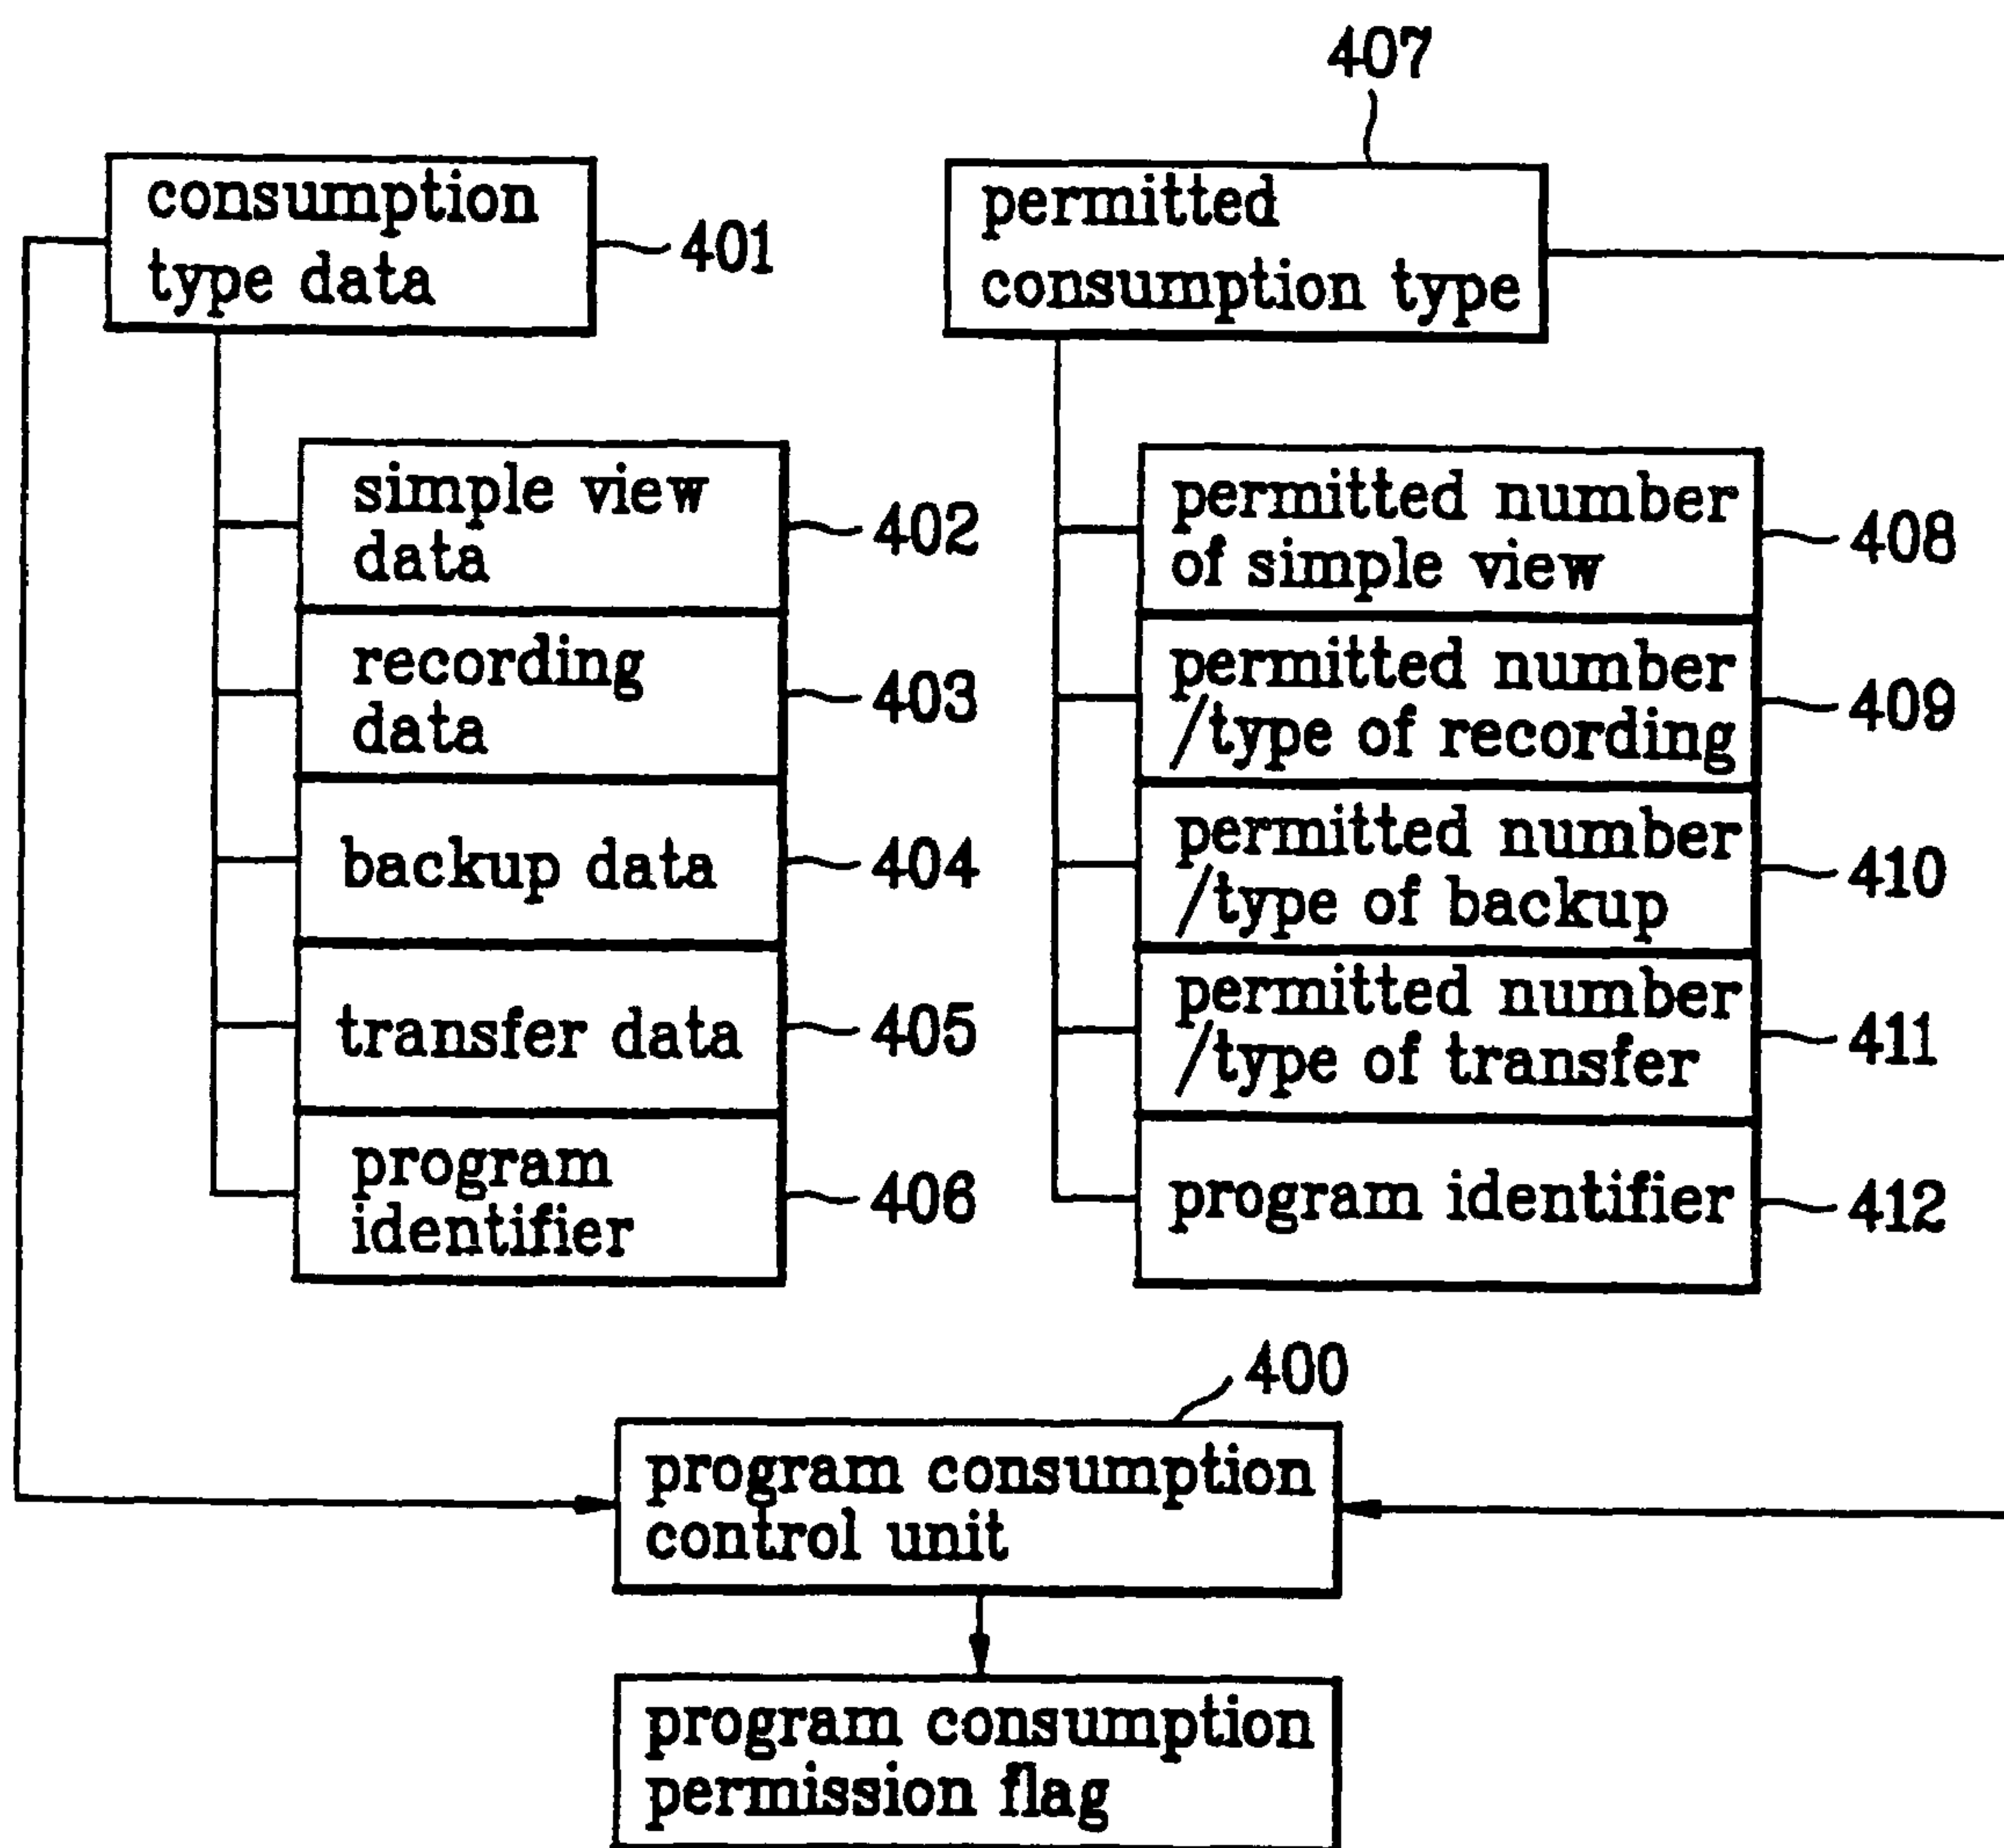 407
consumption
type data
401
permitted
consumption type
simple view
data
402
recording
data
403
backup data
404
transfer data
405
program
identifier
406
permitted number
of simple view
408
permitted number
/type of recording
409
permitted number
/type of backup
410
permitted number
/type of transfer
411
program identifier
412
400
program consumption
control unit
program consumption
permission flag